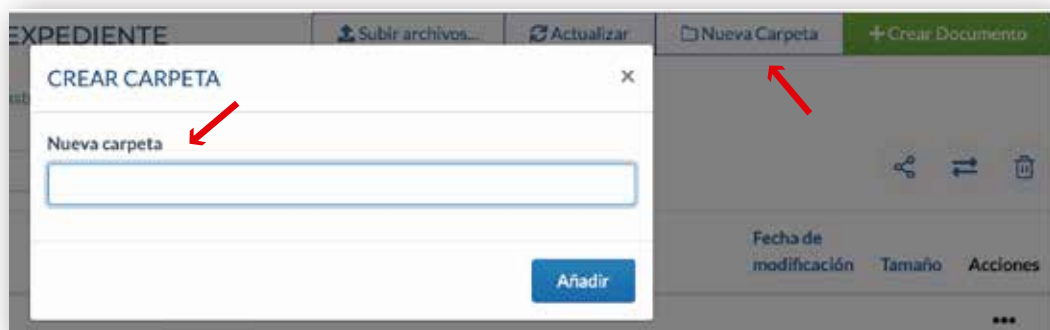 EXPEDIENTE
Subir archivos...
Actualizar
Nueva Carpeta
+Crear Documento
CREAR CARPETA
×
Nueva carpeta
Fecha de
modificación
Tamaño
Acciones
Añadir